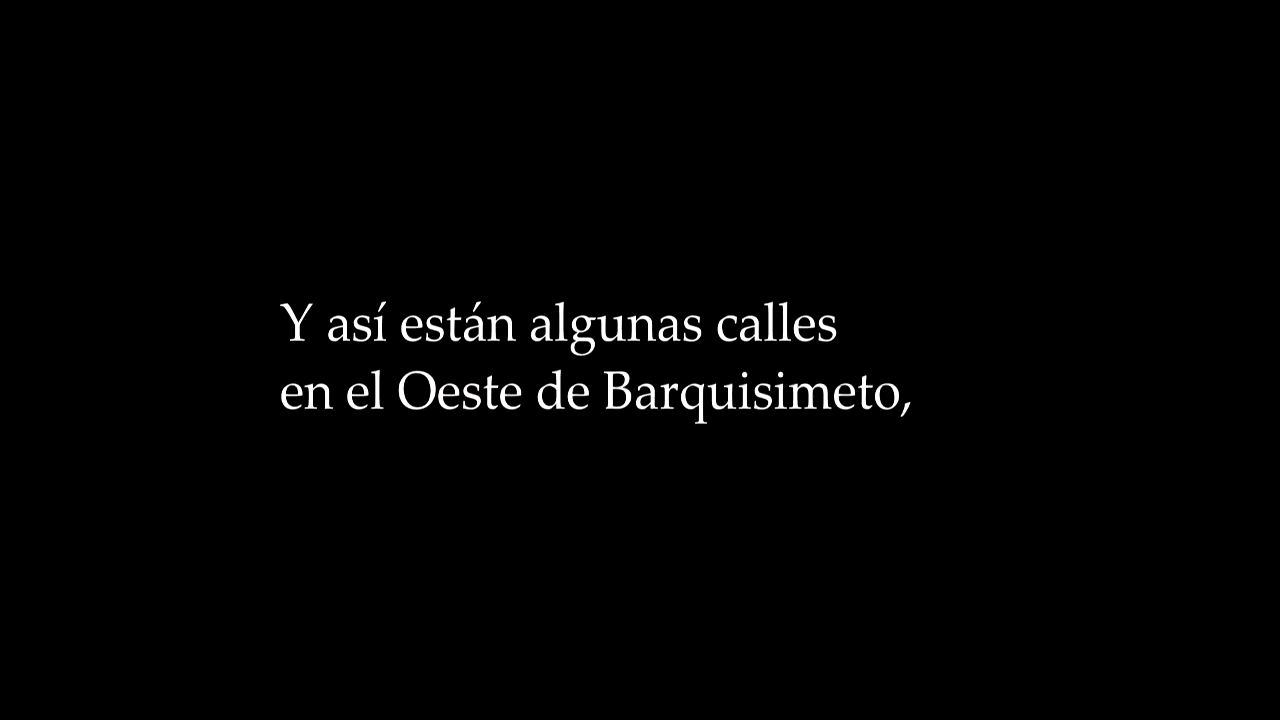 Y así están algunas calles
en el Oeste de Barquisimeto,